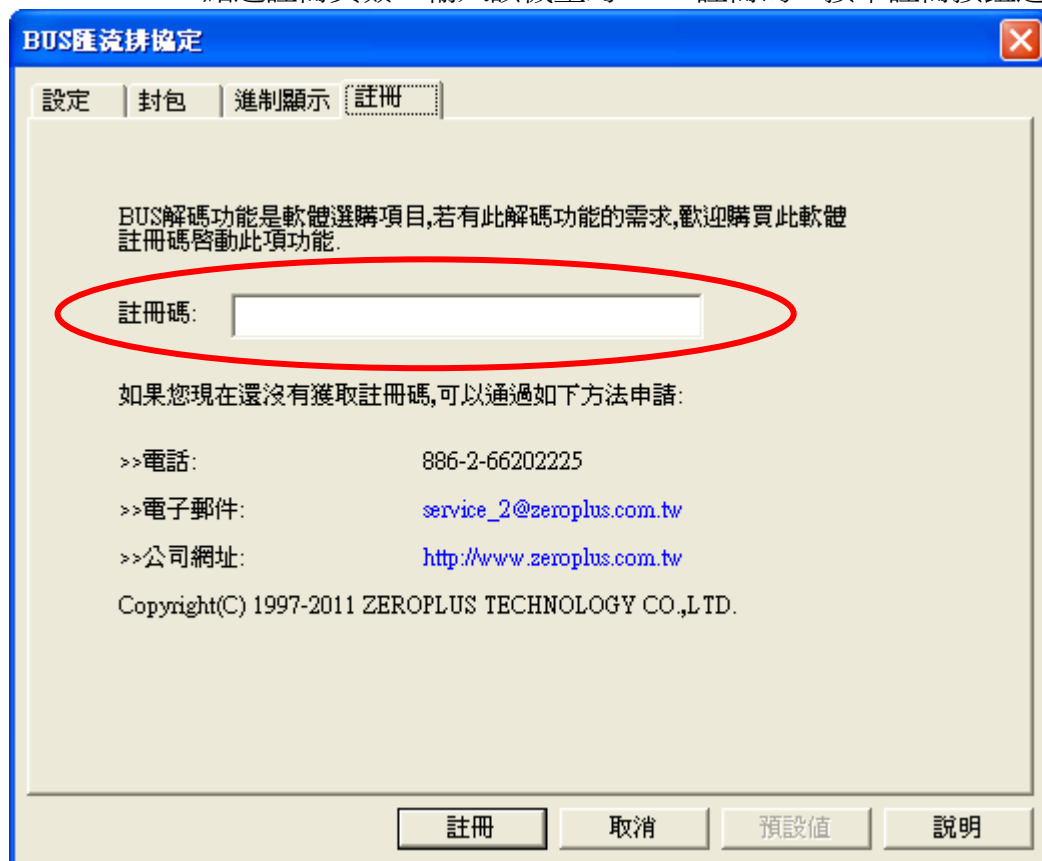 BUS匯流排協定
設定 封包 進制顯示 註冊
BUS解碼功能是軟體選購項目,若有此解碼功能的需求,歡迎購買此軟體
註冊碼啓動此項功能.
註冊碼:
如果您現在還沒有獲取註冊碼,可以通過如下方法申請:
>>電話: 886-2-66202225
>>電子郵件: service_2@zeroplus.com.tw
>>公司網址: http://www.zeroplus.com.tw
Copyright(C) 1997-2011 ZEROPLUS TECHNOLOGY CO.,LTD.
註冊 取消 預設值 說明